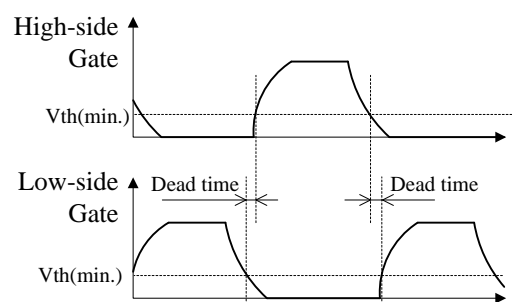 High-side
Gate
Vth(min.)
Low-side
Gate
Dead time
Dead time
Vth(min.)